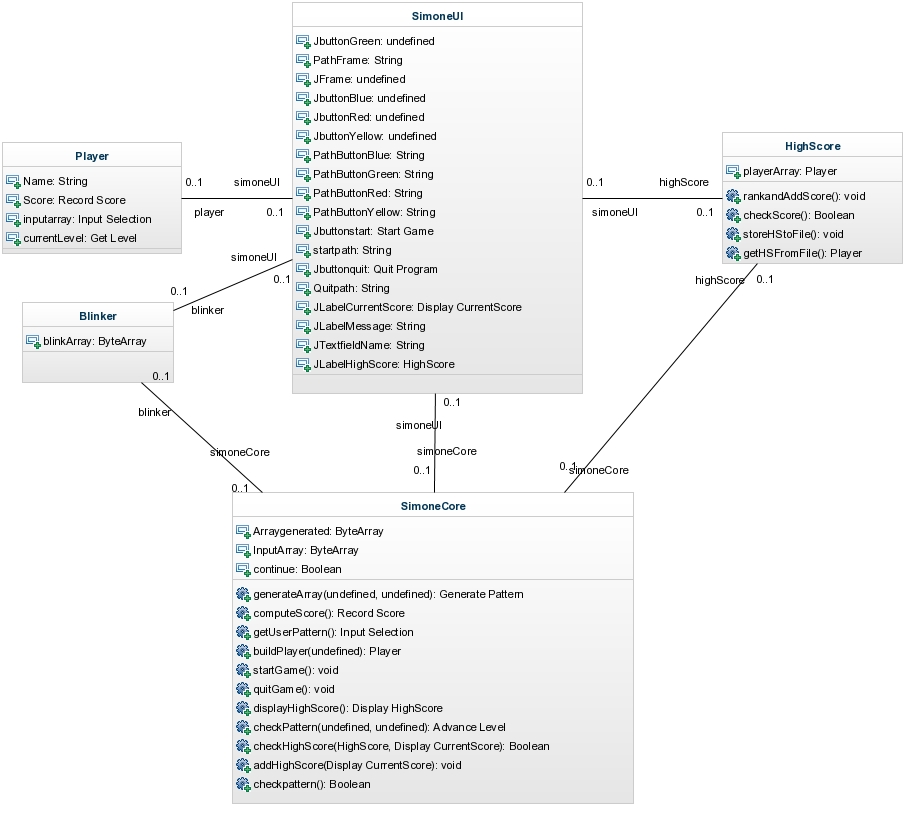 SimoneUI
JbuttonGreen: undefined
PathFrame: String
JFrame: undefined
JbuttonBlue: undefined
JbuttonRed: undefined
JbuttonYellow: undefined
PathButtonBlue: String
PathButtonGreen: String
PathButtonRed: String
PathButtonYellow: String
Jbuttonstart: Start Game
startpath: String
Jbuttonquit: Quit Program
Quitpath: String
JLabelCurrentScore: Display CurrentScore
JLabelMessage: String
JTextfieldName: String
JLabelHighScore: HighScore
Player
Name: String
Score: Record Score
inputarray: Input Selection
currentLevel: Get Level
0..1
simoneUI
player
0..1
HighScore
playerArray: Player
rankandAddScore(): void
checkScore(): Boolean
storeHStoFile(): void
getHSFromFile(): Player
0..1
highScore
simoneUI
0..1
simoneUI
0..1
0..1
blinker
Blinker
blinkArray: ByteArray
0..1
blinker
simoneCore
0..1
0..1
simoneUI
simoneCore
0..1
highScore
0..1
0..1
simoneCore
SimoneCore
Arraygenerated: ByteArray
InputArray: ByteArray
continue: Boolean
generateArray(undefined, undefined): Generate Pattern
computeScore(): Record Score
getUserPattern(): Input Selection
buildPlayer(undefined): Player
startGame(): void
quitGame(): void
displayHighScore(): Display HighScore
checkPattern(undefined, undefined): Advance Level
checkHighScore(HighScore, Display CurrentScore): Boolean
addHighScore(Display CurrentScore): void
checkpattern(): Boolean